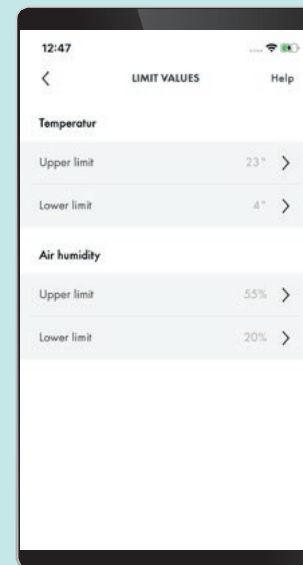 12:47
LIMIT VALUES Help
Temperatur
Upper limit 23°
Lower limit 4°
Air humidity
Upper limit 55%
Lower limit 20%